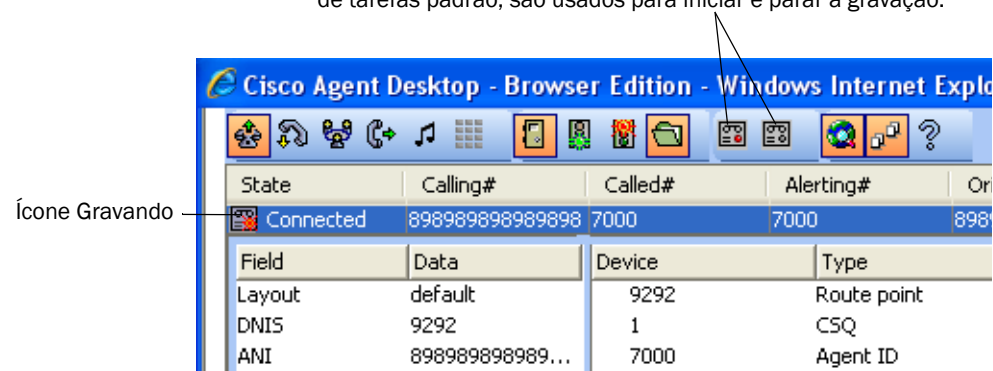 de tarefas padrão, são usados para iniciar e parar a gravação.
Cisco Agent Desktop - Browser Edition - Windows Internet Explo
State Calling# Called# Alerting# Ori
Ícone Gravando
Connected 898989898989898 7000 7000 898
Field Data Device Type
Layout default 9292 Route point
DNIS 9292 1 CSQ
ANI 898989898989... 7000 Agent ID